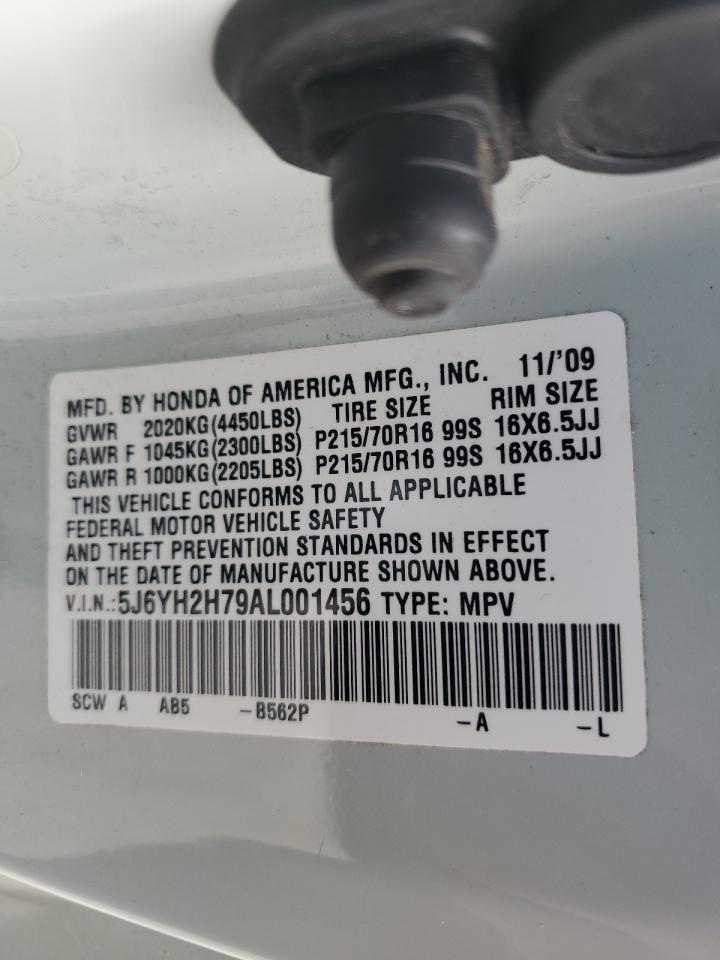 MFD. BY HONDA OF AMERICA MFG., INC. 11/'09
GVWR 2020KG(4450LBS) TIRE SIZE RIM SIZE
GAWR F 1045KG(2300LBS) P215/70R16 99S 16X6.5JJ
GAWR R 1000KG(2205LBS) P215/70R16 99S 16X6.5JJ
THIS VEHICLE CONFORMS TO ALL APPLICABLE
FEDERAL MOTOR VEHICLE SAFETY
AND THEFT PREVENTION STANDARDS IN EFFECT
ON THE DATE OF MANUFACTURE SHOWN ABOVE.
V.I.N.:5J6YH2H79AL001456 TYPE: MPV
SCW A AB5 -B562P -A -L